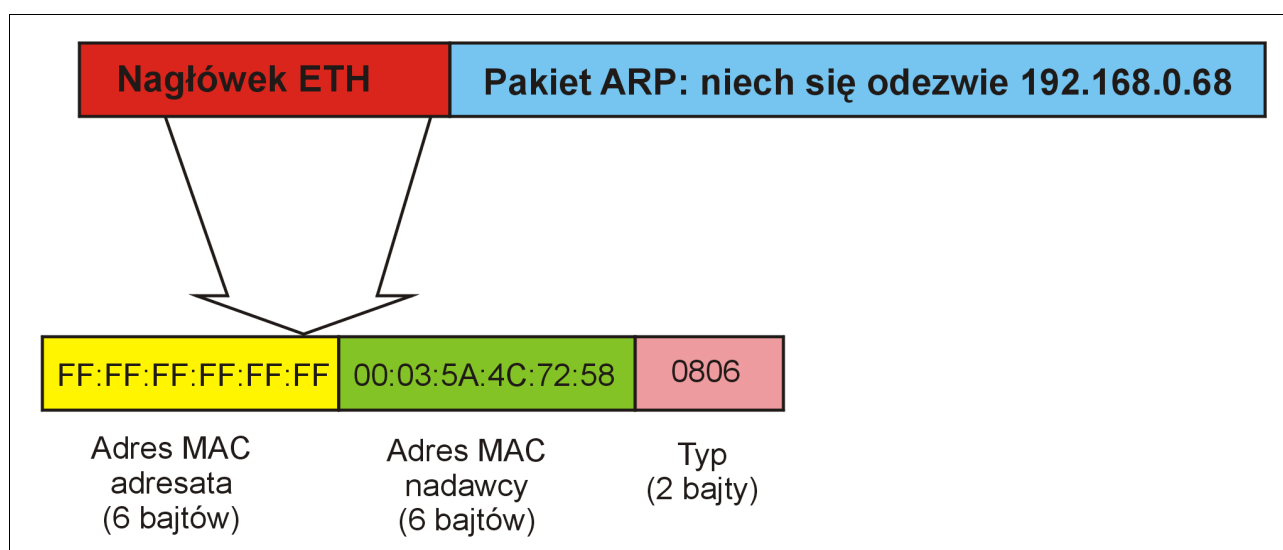 Nagłówek ETH
Pakiet ARP: niech się odezwie 192.168.0.68
FF:FF:FF:FF:FF:FF
00:03:5A:4C:72:58
0806
Adres MAC
adresata
(6 bajtów)
Adres MAC
nadawcy
(6 bajtów)
Typ
(2 bajty)